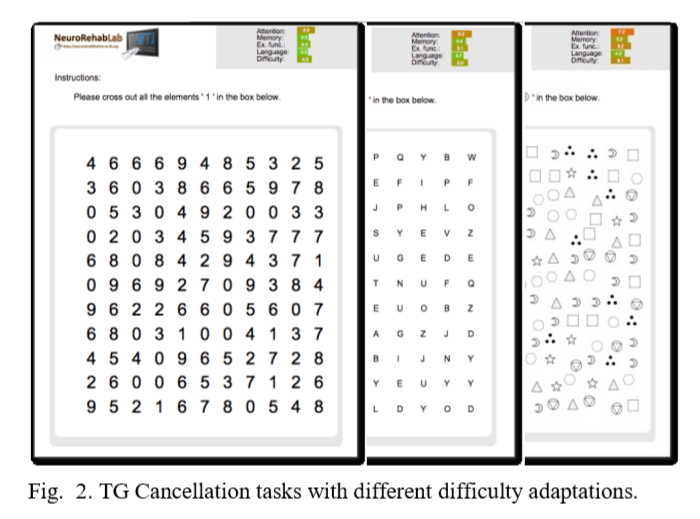 NeuroRehabLab
Attention:
Memory:
Ex. func.:
Language:
Difficulty:
Instructions:
Please cross out all the elements ' 1 ' in the box below.
4 6 6 6 9 4 8 5 3 2 5
3 6 0 3 8 6 6 5 9 7 8
0 5 3 0 4 9 2 0 0 3 3
0 2 0 3 4 5 9 3 7 7 7
6 8 0 8 4 2 9 4 3 7 1
0 9 6 9 2 7 0 9 3 8 4
9 6 2 2 6 6 0 5 6 0 7
6 8 0 3 1 0 0 4 1 3 7
4 5 4 0 9 6 5 2 7 2 8
2 6 0 0 6 5 3 7 1 2 6
9 5 2 1 6 7 8 0 5 4 8
Attention:
Memory:
Ex. func.:
Language:
Difficulty:
' in the box below.
P Q Y B W
E F I P F
J P H L O
S Y E V Z
U G E D E
T N U F Q
E U O B Z
A G Z J D
B I J N Y
Y E U Y Y
L D Y O D
Attention:
Memory:
Ex. func.:
Language:
Difficulty:
' in the box below.
Fig. 2. TG Cancellation tasks with different difficulty adaptations.